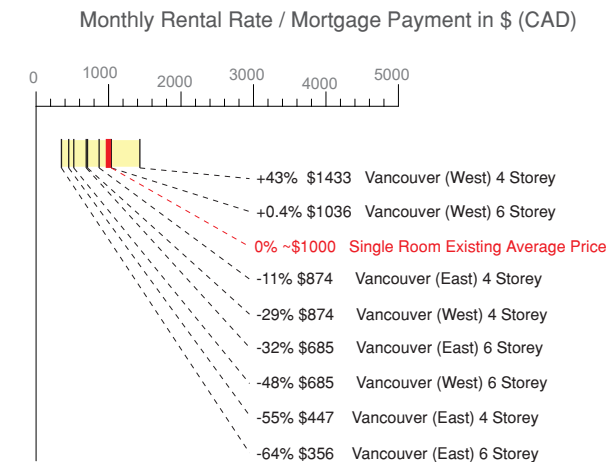 Monthly Rental Rate / Mortgage Payment in $ (CAD)
0 1000 2000 3000 4000 5000
+43% $1433 Vancouver (West) 4 Storey
+0.4% $1036 Vancouver (West) 6 Storey
0% ~$1000 Single Room Existing Average Price
-11% $874 Vancouver (East) 4 Storey
-29% $874 Vancouver (West) 4 Storey
-32% $685 Vancouver (East) 6 Storey
-48% $685 Vancouver (West) 6 Storey
-55% $447 Vancouver (East) 4 Storey
-64% $356 Vancouver (East) 6 Storey